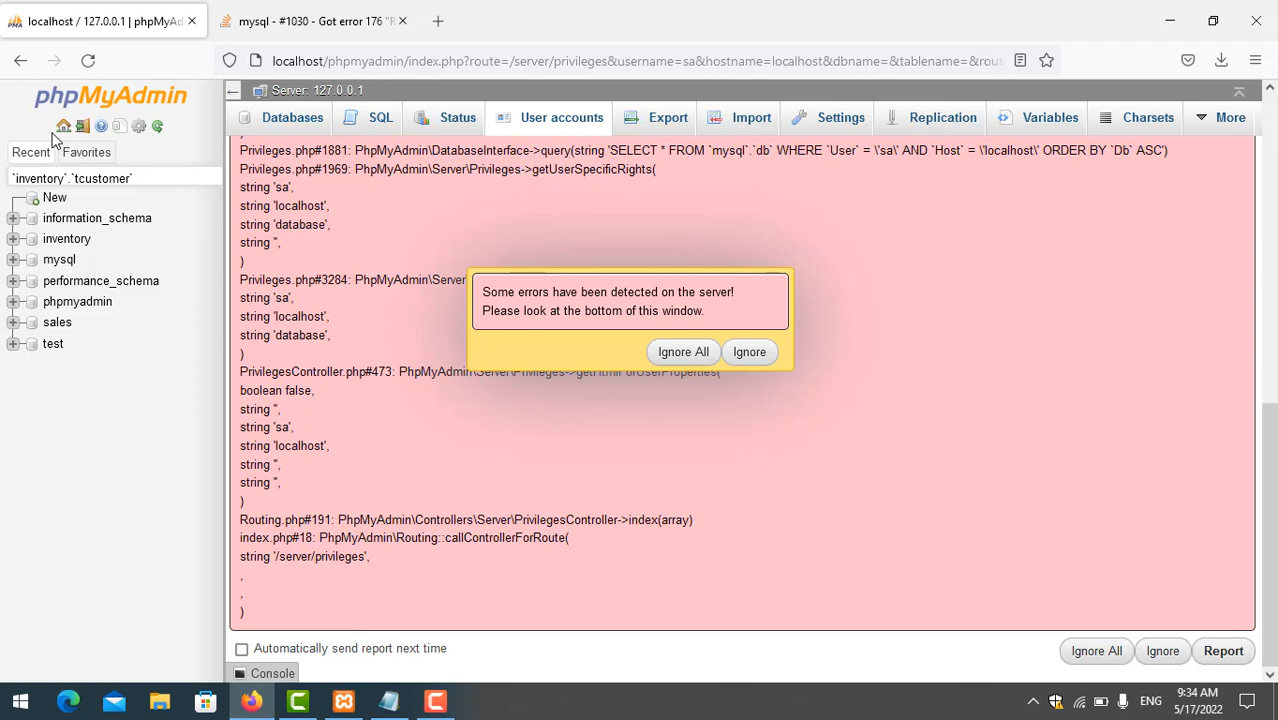 localhost / 127.0.0.1 | phpMyAd
mysql - #1030 - Got error 176 "R
localhost/phpmyadmin/index.php?route=/server/privileges&username=sa&hostname=localhost&dbname=&tablename=&rout
phpMyAdmin
Server: 127.0.0.1
Databases
SQL
Status
User accounts
Export
Import
Settings
Replication
Variables
Charsets
More
Recent
Favorites
`inventory`.`tcustomer`
New
information_schema
inventory
mysql
performance_schema
phpmyadmin
sales
test
Privileges.php#1881: PhpMyAdmin\DatabaseInterface->query(string 'SELECT * FROM `mysql`.`db` WHERE `User` = \'sa\' AND `Host` = \'localhost\' ORDER BY `Db` ASC')
Privileges.php#1969: PhpMyAdmin\Server\Privileges->getUserSpecificRights(
string 'sa',
string 'localhost',
string 'database',
string '',
)
Privileges.php#3284: PhpMyAdmin\Server
string 'sa',
string 'localhost',
string 'database',
)
PrivilegesController.php#473: PhpMyAdmin\Server\Privileges->getHtmlForUserProperties(
boolean false,
string '',
string 'sa',
string 'localhost',
string '',
string '',
)
Routing.php#191: PhpMyAdmin\Controllers\Server\PrivilegesController->index(array)
index.php#18: PhpMyAdmin\Routing::callControllerForRoute(
string '/server/privileges',
,
,
)
Some errors have been detected on the server!
Please look at the bottom of this window.
Ignore All
Ignore
Automatically send report next time
Ignore All
Ignore
Report
Console
ENG
9:34 AM
5/17/2022